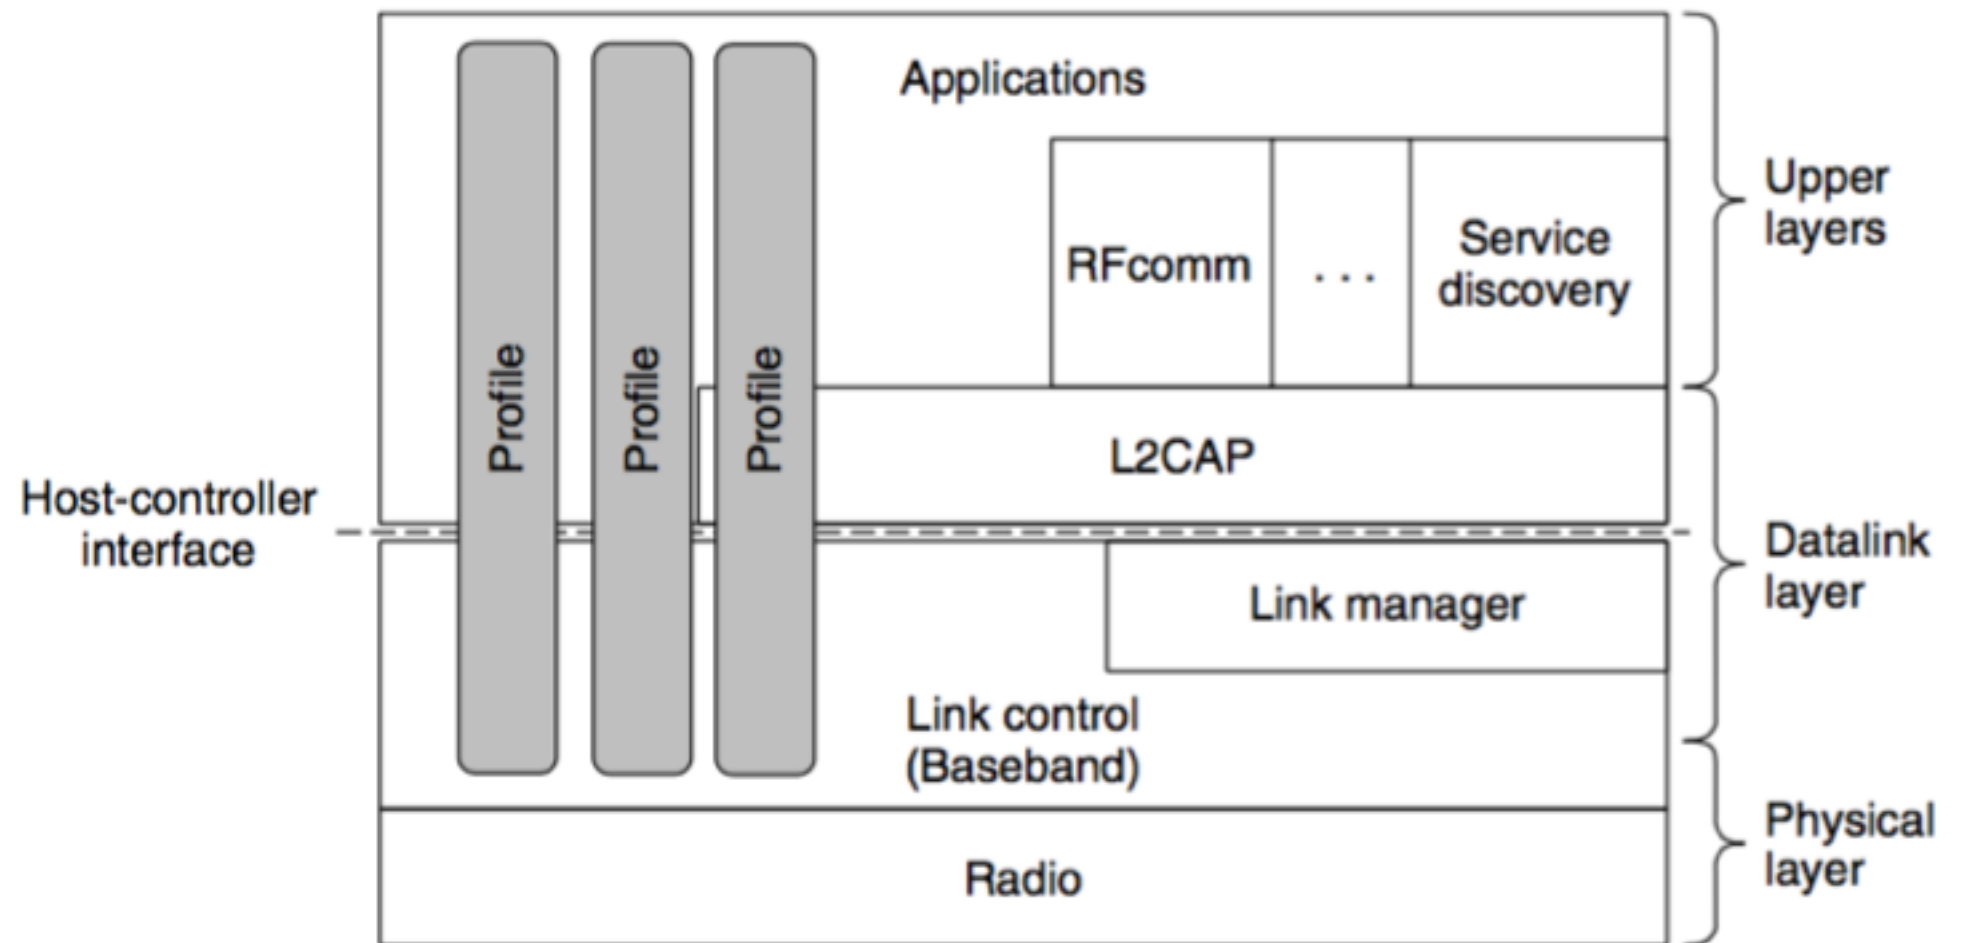 Applications
Upper
layers
RFcomm
. . .
Service
discovery
Profile
Profile
Profile
L2CAP
Host-controller
interface
Datalink
layer
Link manager
Link control
(Baseband)
Physical
layer
Radio